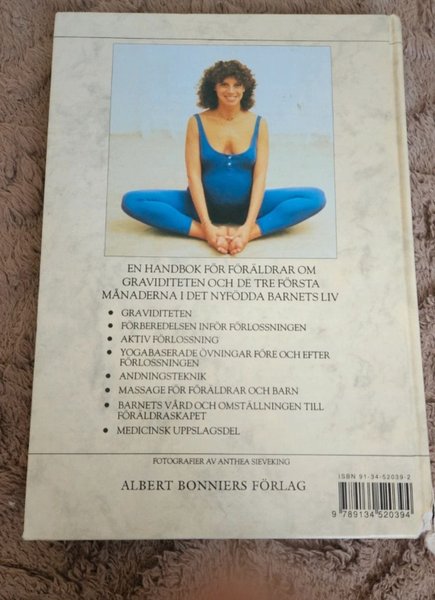 EN HANDBOK FÖR FÖRÄLDRAR OM
GRAVIDITETEN OCH DE TRE FÖRSTA
MÅNADERNA I DET NYFÖDDA BARNETS LIV
• GRAVIDITETEN
• FÖRBEREDELSEN INFÖR FÖRLOSSNINGEN
• AKTIV FÖRLOSSNING
• YOGABASERADE ÖVNINGAR FÖRE OCH EFTER
FÖRLOSSNINGEN
• ANDNINGSTEKNIK
• MASSAGE FÖR FÖRÄLDRAR OCH BARN
• BARNETS VÅRD OCH OMSTÄLLNINGEN TILL
FÖRÄLDRASKAPET
• MEDICINSK UPPSLAGSDEL
FOTOGRAFIER AV ANTHEA SIEVEKING
ALBERT BONNIERS FÖRLAG
ISBN 91-34-52039-2
9 789134 520394